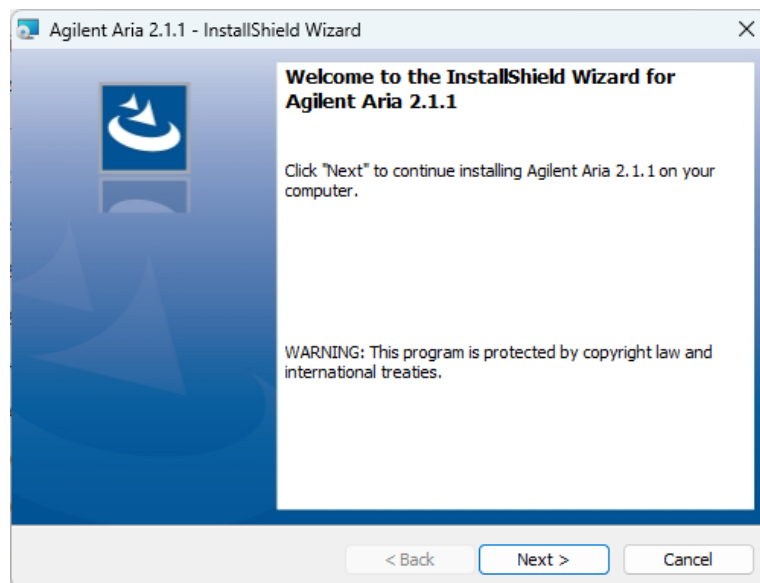 Agilent Aria 2.1.1 - InstallShield Wizard
Welcome to the InstallShield Wizard for
Agilent Aria 2.1.1
Click "Next" to continue installing Agilent Aria 2.1.1 on your
computer.
WARNING: This program is protected by copyright law and
international treaties.
< Back
Next >
Cancel